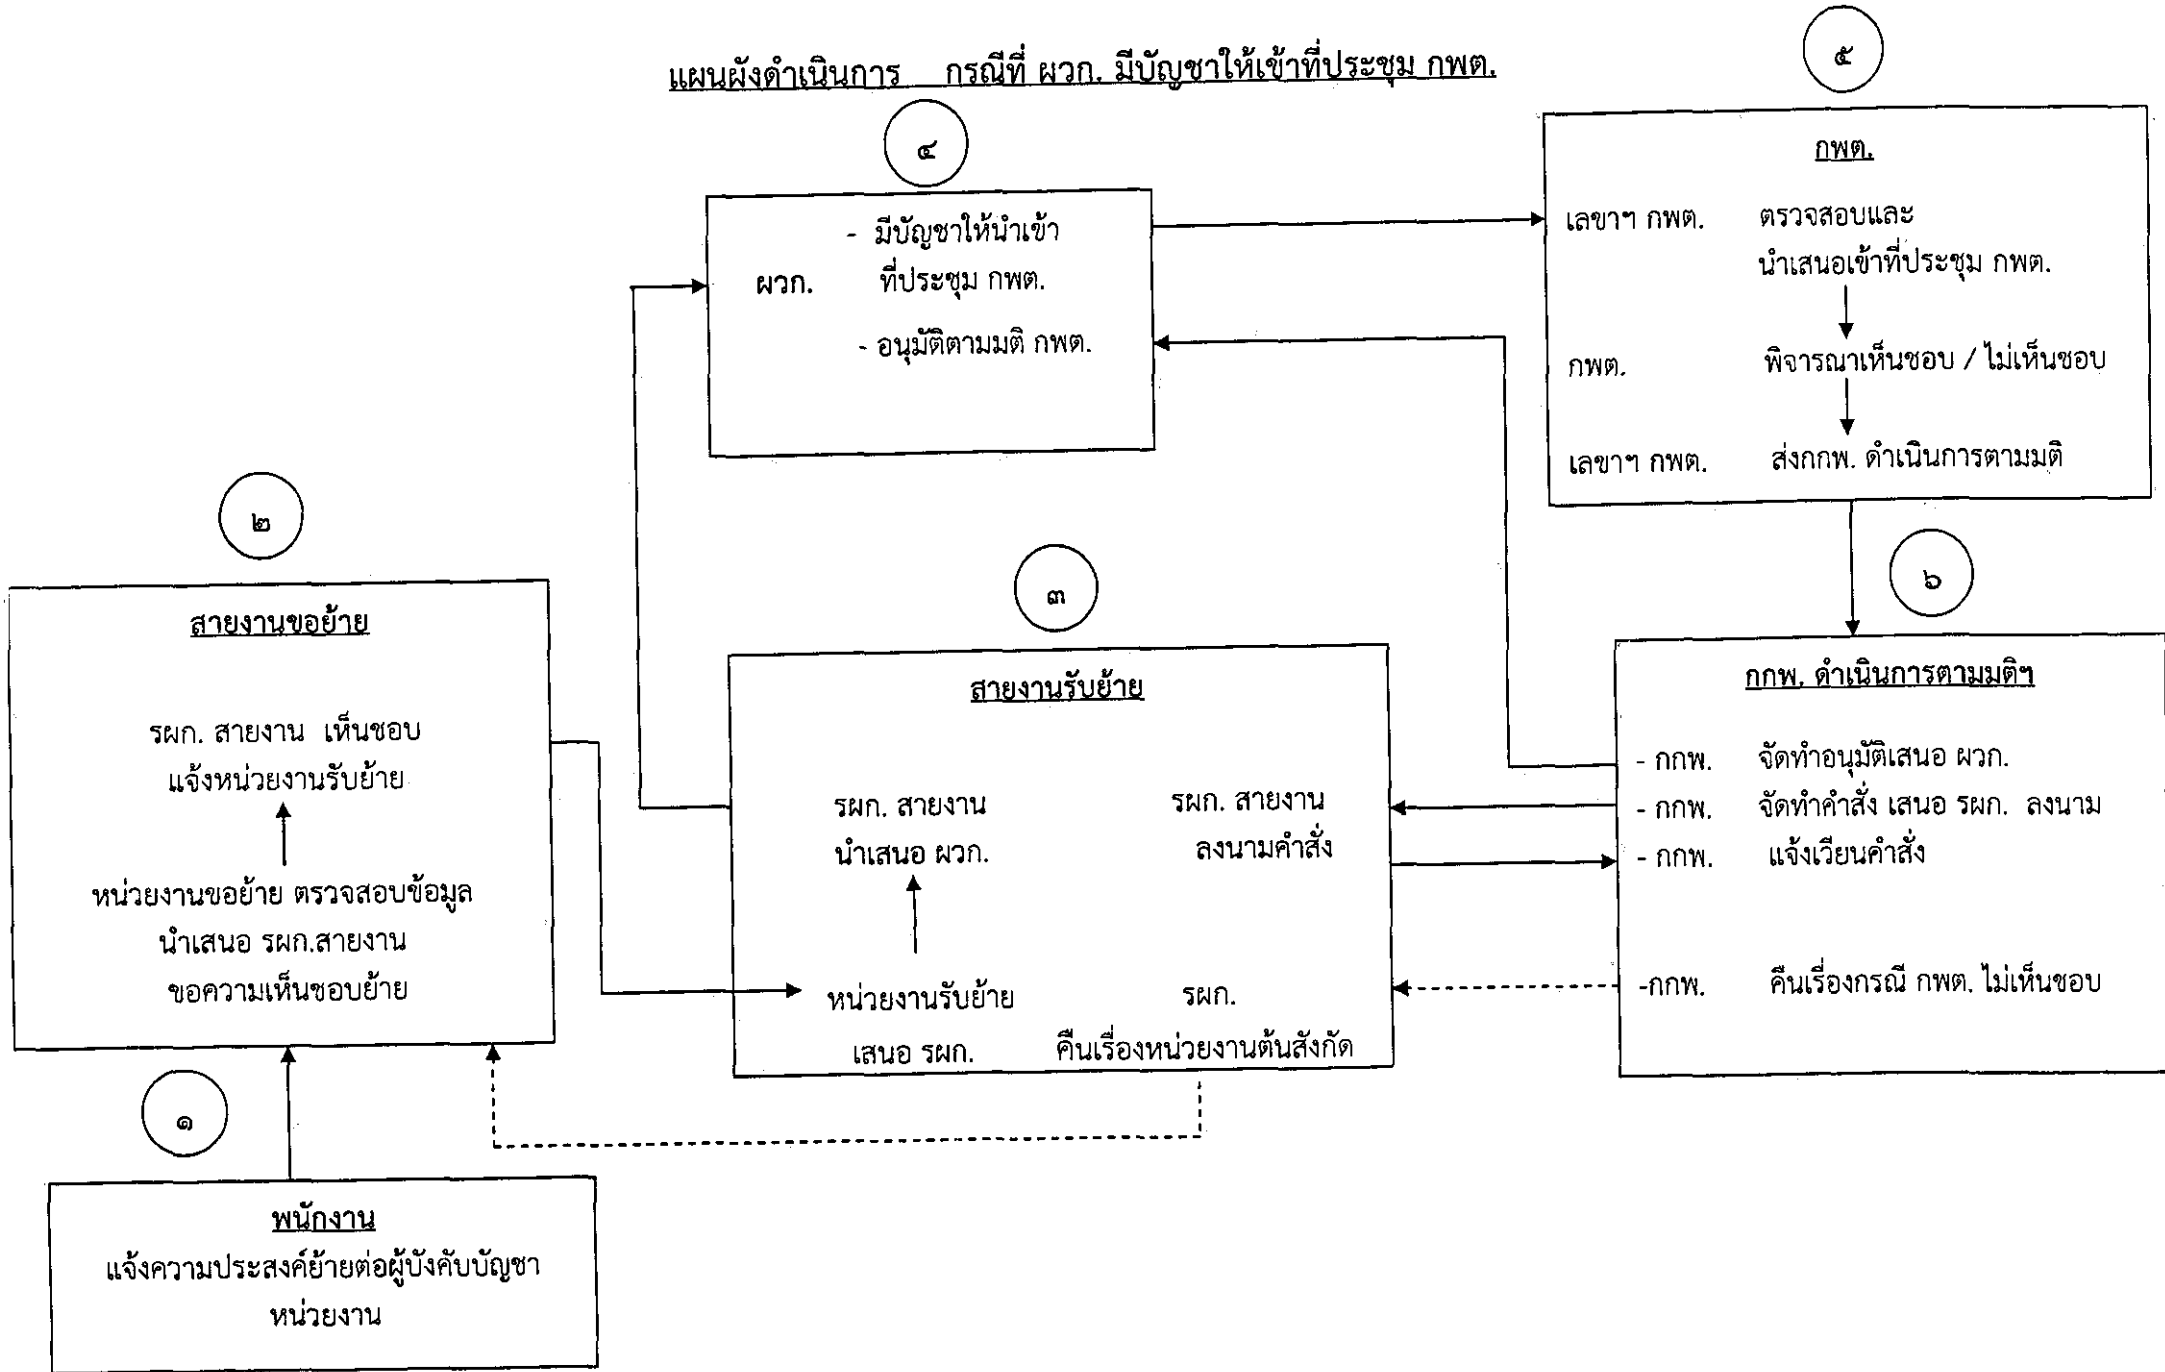 แผนผังดำเนินการ กรณีที่ ผวก. มีบัญชาให้เข้าที่ประชุม กพต.
๑
พนักงาน
แจ้งความประสงค์ย้ายต่อผู้บังคับบัญชา
หน่วยงาน
๒
สายงานขอย้าย
รผก. สายงาน เห็นชอบ
แจ้งหน่วยงานรับย้าย
หน่วยงานขอย้าย ตรวจสอบข้อมูล
นำเสนอ รผก.สายงาน
ขอความเห็นชอบย้าย
๓
สายงานรับย้าย
รผก. สายงาน
นำเสนอ ผวก.
หน่วยงานรับย้าย
เสนอ รผก.
รผก. สายงาน
ลงนามคำสั่ง
รผก.
คืนเรื่องหน่วยงานต้นสังกัด
๔
- มีบัญชาให้นำเข้า
ผวก. ที่ประชุม กพต.
- อนุมัติตามมติ กพต.
๕
กพต.
เลขาฯ กพต. ตรวจสอบและ
นำเสนอเข้าที่ประชุม กพต.
กพต. พิจารณาเห็นชอบ / ไม่เห็นชอบ
เลขาฯ กพต. ส่งกกพ. ดำเนินการตามมติ
๖
กกพ. ดำเนินการตามมติฯ
- กกพ. จัดทำอนุมัติเสนอ ผวก.
- กกพ. จัดทำคำสั่ง เสนอ รผก. ลงนาม
- กกพ. แจ้งเวียนคำสั่ง
-กกพ. คืนเรื่องกรณี กพต. ไม่เห็นชอบ